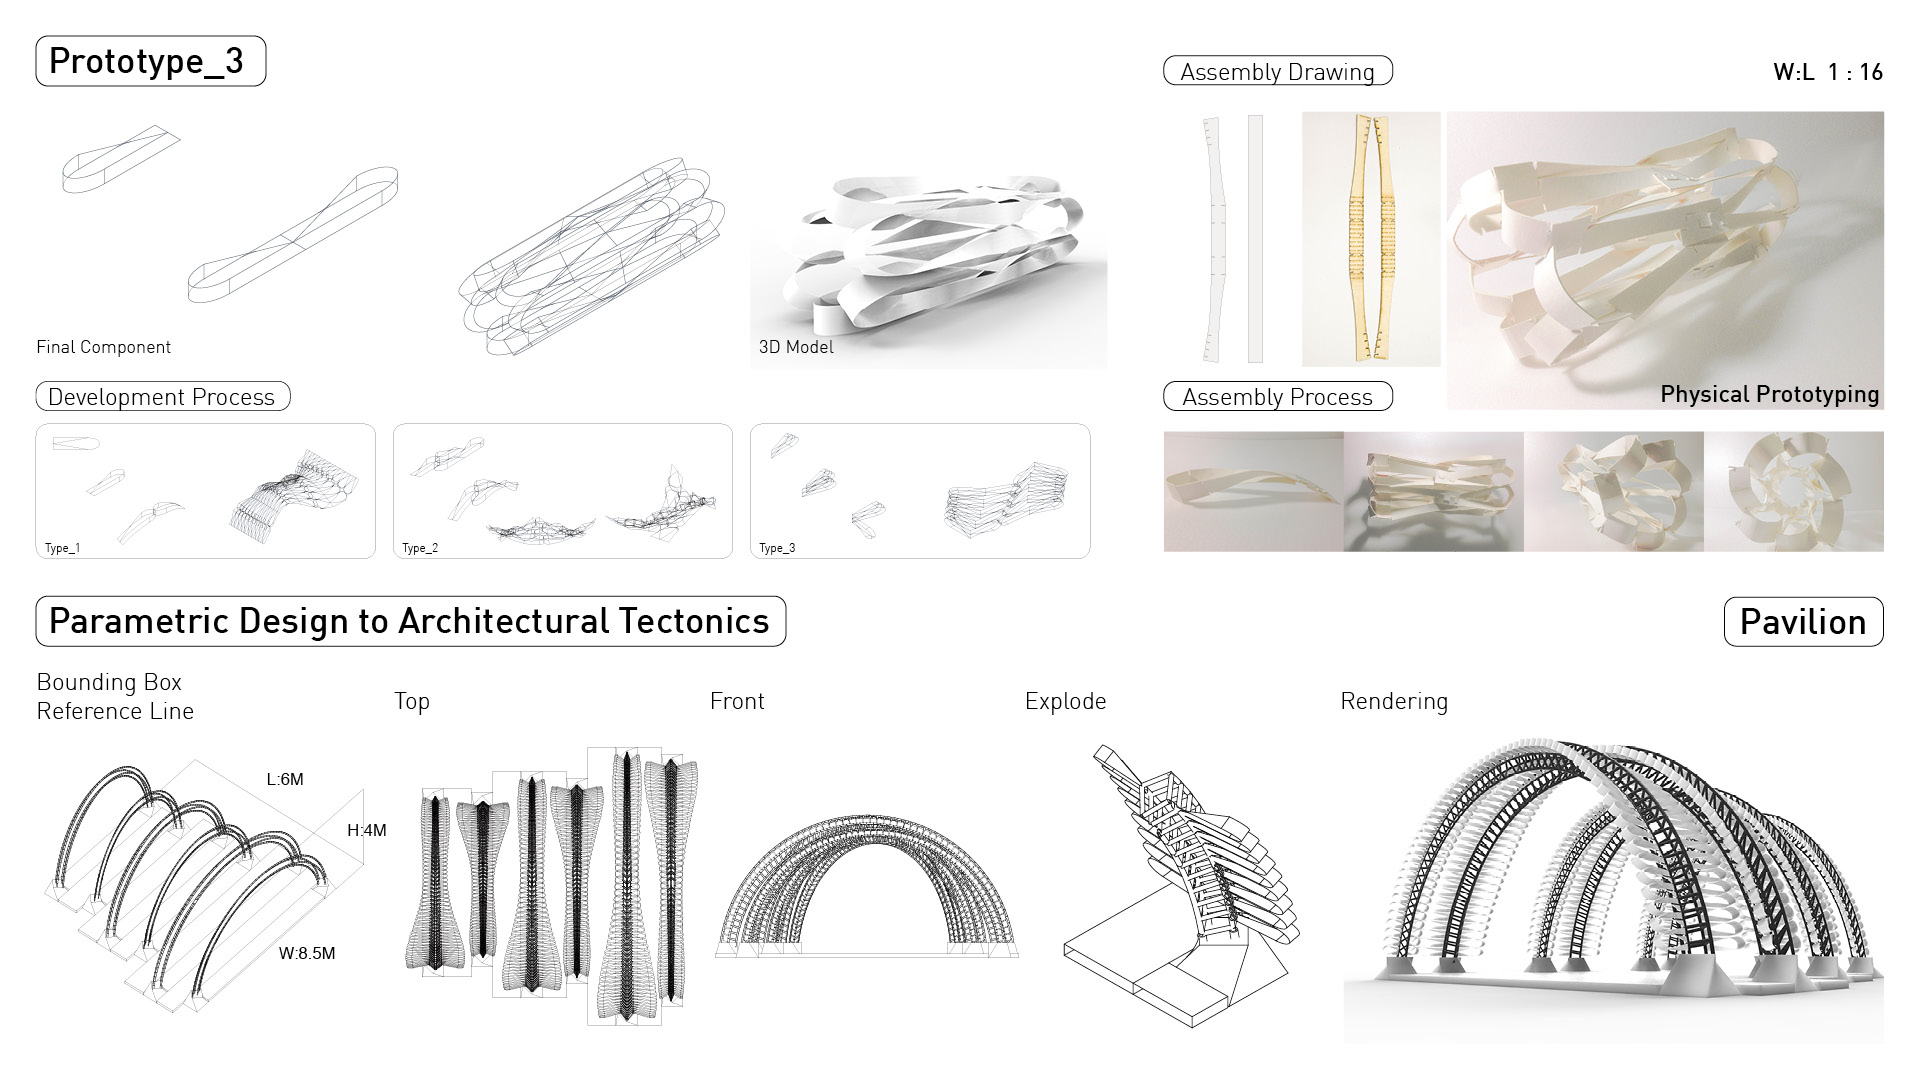 Prototype_3
Assembly Drawing
W:L 1 : 16
Final Component
3D Model
Development Process
Assembly Process
Physical Prototyping
Type_1
Type_2
Type_3
Parametric Design to Architectural Tectonics
Pavilion
Bounding Box
Reference Line
Top
Front
Explode
Rendering
L:6M
H:4M
W:8.5M